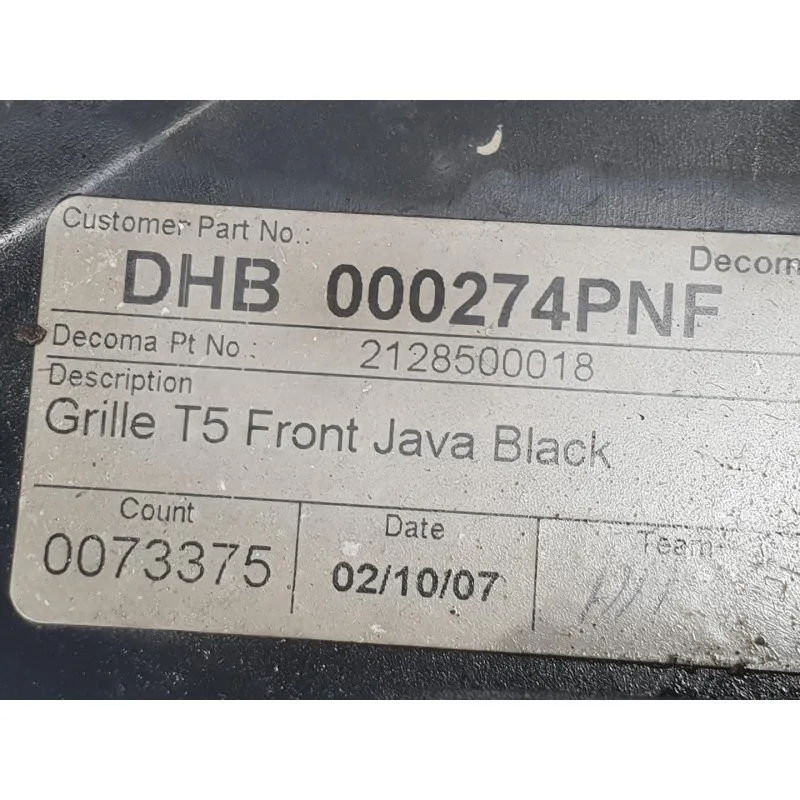 Customer Part No.:
Decom
DHB 000274PNF
Decoma Pt No.: 2128500018
Description
Grille T5 Front Java Black
Count Date Team
0073375 02/10/07